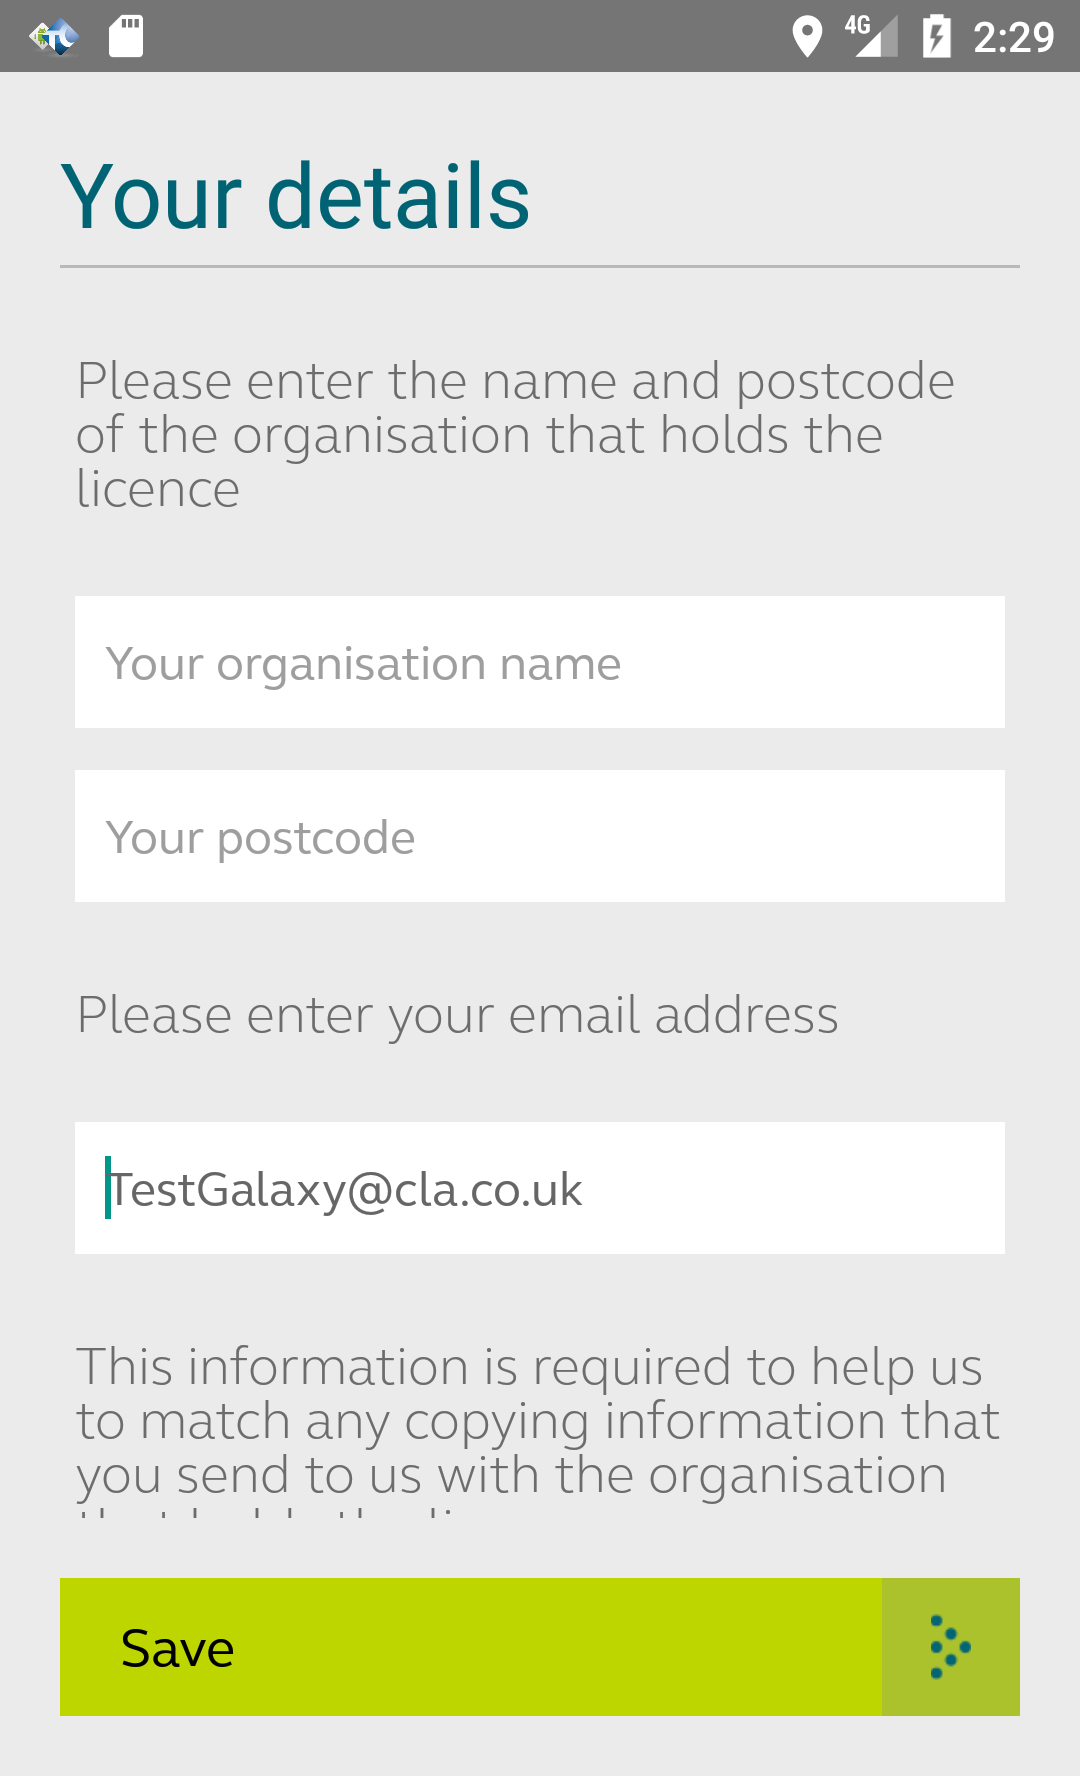 4G 2:29
Your details
Please enter the name and postcode
of the organisation that holds the
licence
Your organisation name
Your postcode
Please enter your email address
TestGalaxy@cla.co.uk
This information is required to help us
to match any copying information that
you send to us with the organisation
Save